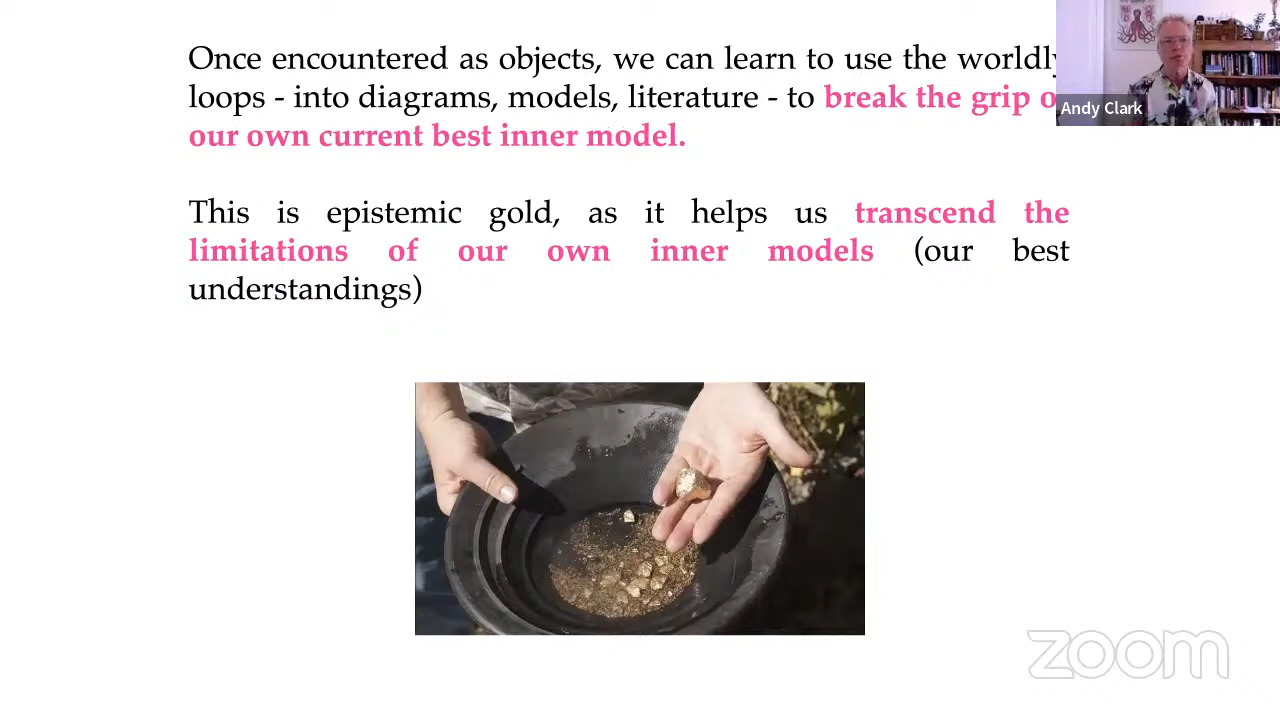 Once encountered as objects, we can learn to use the worldly
loops - into diagrams, models, literature - to break the grip o
our own current best inner model.
This is epistemic gold, as it helps us transcend the
limitations of our own inner models (our best
understandings)
Andy Clark
zoom